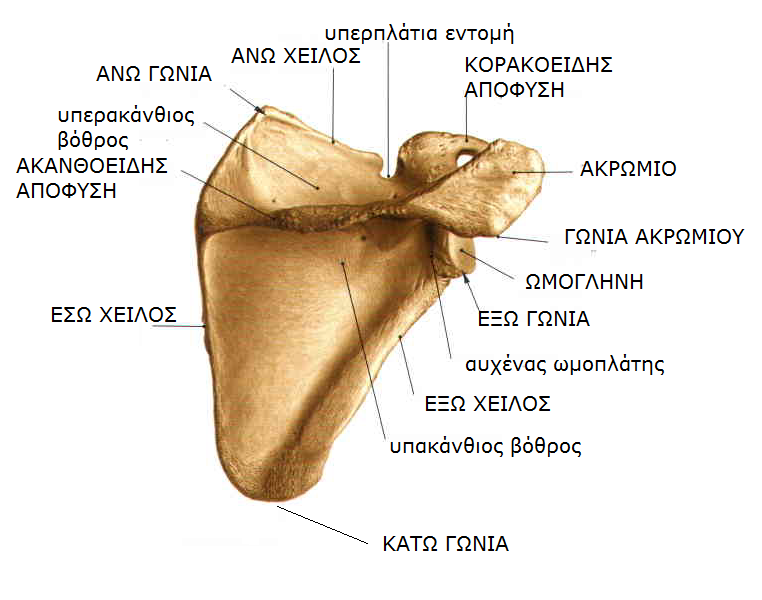 υπερπλάτια εντομή
ΑΝΩ ΧΕΙΛΟΣ
ΚΟΡΑΚΟΕΙΔΗΣ
ΑΠΟΦΥΣΗ
ΑΝΩ ΓΩΝΙΑ
υπερακάνθιος
βόθρος
ΑΚΑΝΘΟΕΙΔΗΣ
ΑΠΟΦΥΣΗ
ΑΚΡΩΜΙΟ
ΓΩΝΙΑ ΑΚΡΩΜΙΟΥ
ΩΜΟΓΛΗΝΗ
ΕΣΩ ΧΕΙΛΟΣ
ΕΞΩ ΓΩΝΙΑ
αυχένας ωμοπλάτης
ΕΞΩ ΧΕΙΛΟΣ
υπακάνθιος βόθρος
ΚΑΤΩ ΓΩΝΙΑ